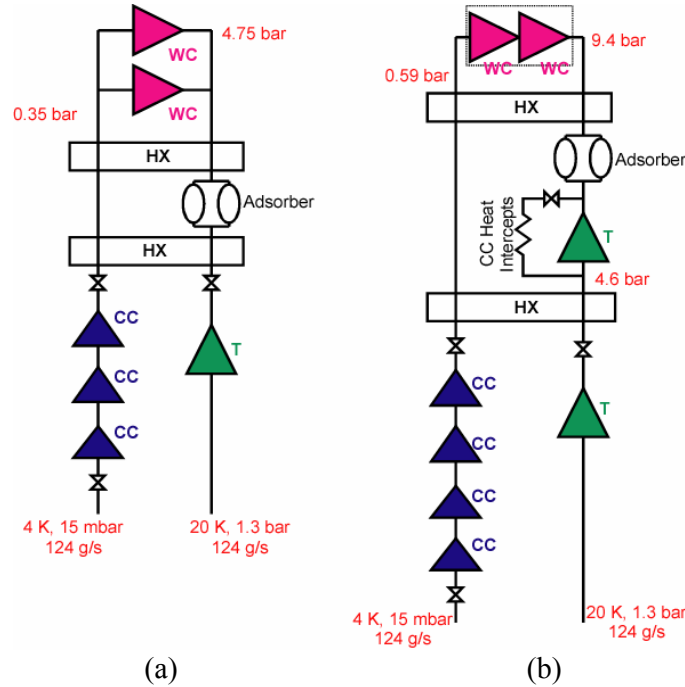 4.75 bar
WC
WC
0.35 bar
HX
Adsorber
HX
CC
T
CC
CC
4 K, 15 mbar
124 g/s
20 K, 1.3 bar
124 g/s
(a)
9.4 bar
0.59 bar
WC WC
HX
Adsorber
CC Heat
Intercepts
T
4.6 bar
HX
CC
T
CC
CC
CC
4 K, 15 mbar
124 g/s
20 K, 1.3 bar
124 g/s
(b)